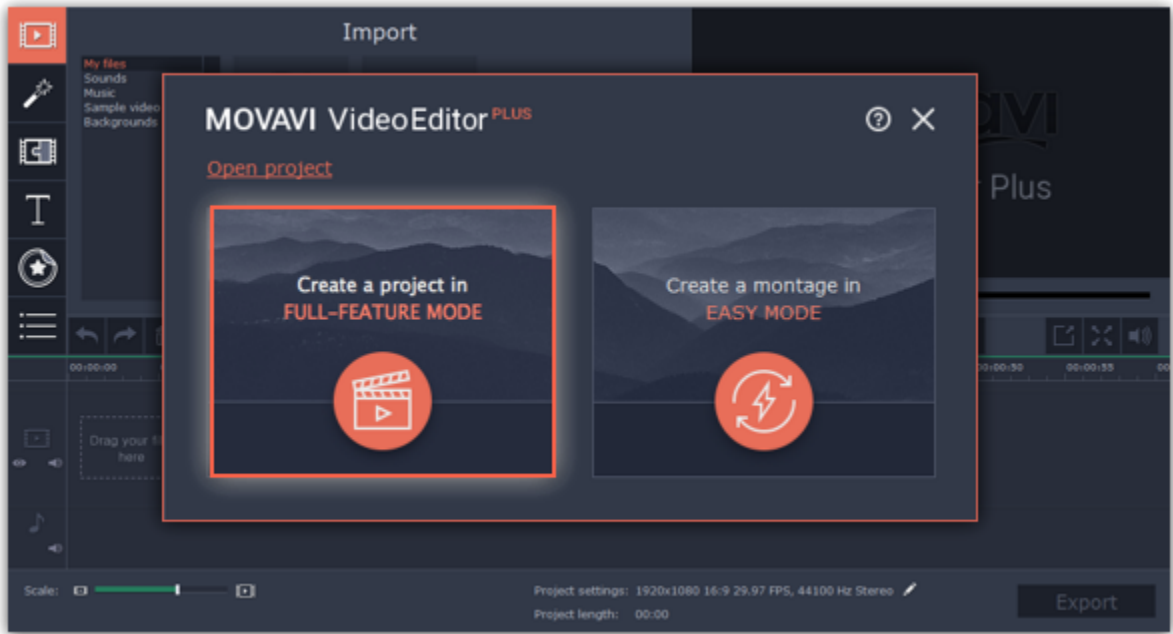 Import
My files
Sounds
Music
Sample video
Backgrounds
MOVAVI VideoEditor PLUS
Open project
Plus
Create a project in
FULL-FEATURE MODE
Create a montage in
EASY MODE
00:00:00
00:00:50
00:00:55
Drag your
here
Scale:
Project settings: 1920x1080 16:9 29.97 FPS, 44100 Hz Stereo
Project length: 00:00
Export